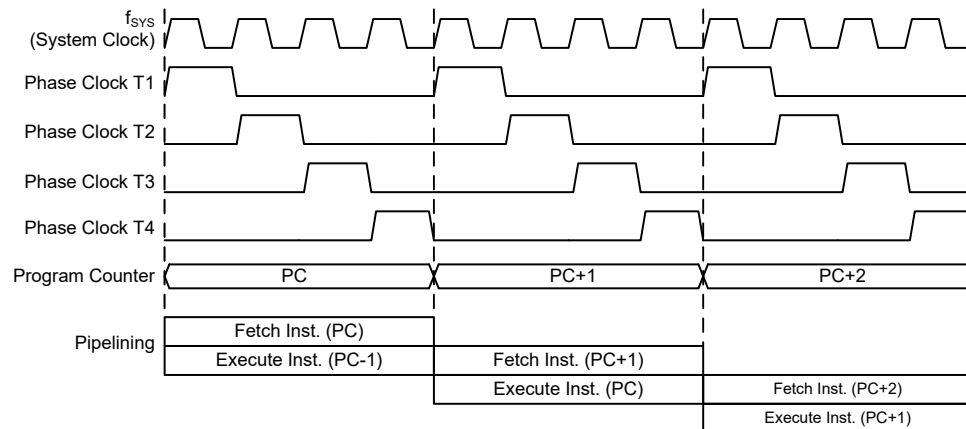 fSYS
(System Clock)
Phase Clock T1
Phase Clock T2
Phase Clock T3
Phase Clock T4
Program Counter PC PC+1 PC+2
Pipelining
Fetch Inst. (PC)
Execute Inst. (PC-1) Fetch Inst. (PC+1)
Execute Inst. (PC) Fetch Inst. (PC+2)
Execute Inst. (PC+1)